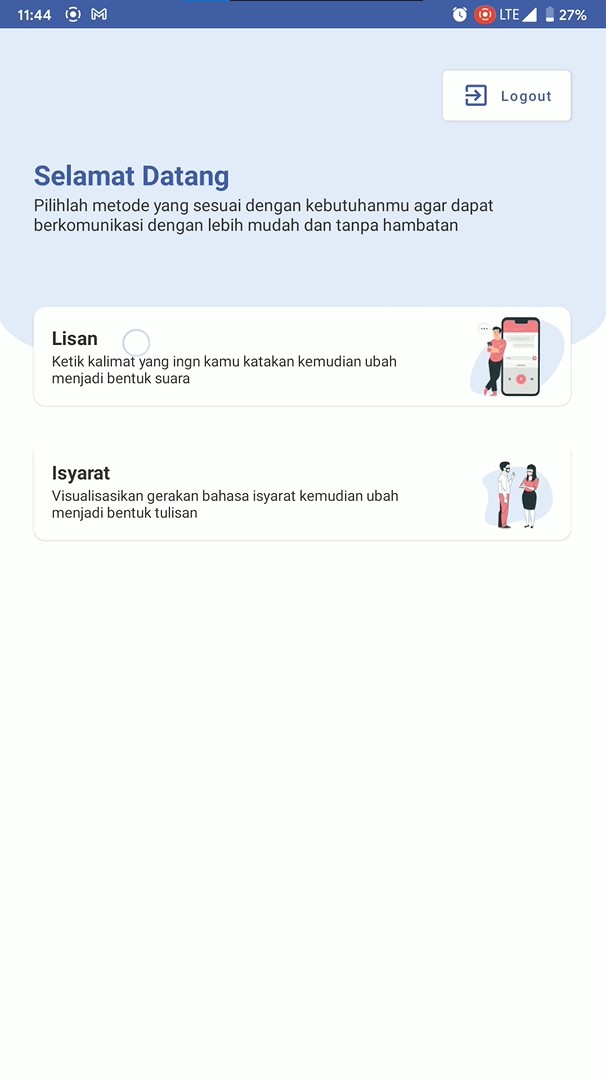 11:44
LTE
27%
Logout
Selamat Datang
Pilihlah metode yang sesuai dengan kebutuhanmu agar dapat
berkomunikasi dengan lebih mudah dan tanpa hambatan
Lisan
Ketik kalimat yang ingn kamu katakan kemudian ubah
menjadi bentuk suara
Isyarat
Visualisasikan gerakan bahasa isyarat kemudian ubah
menjadi bentuk tulisan